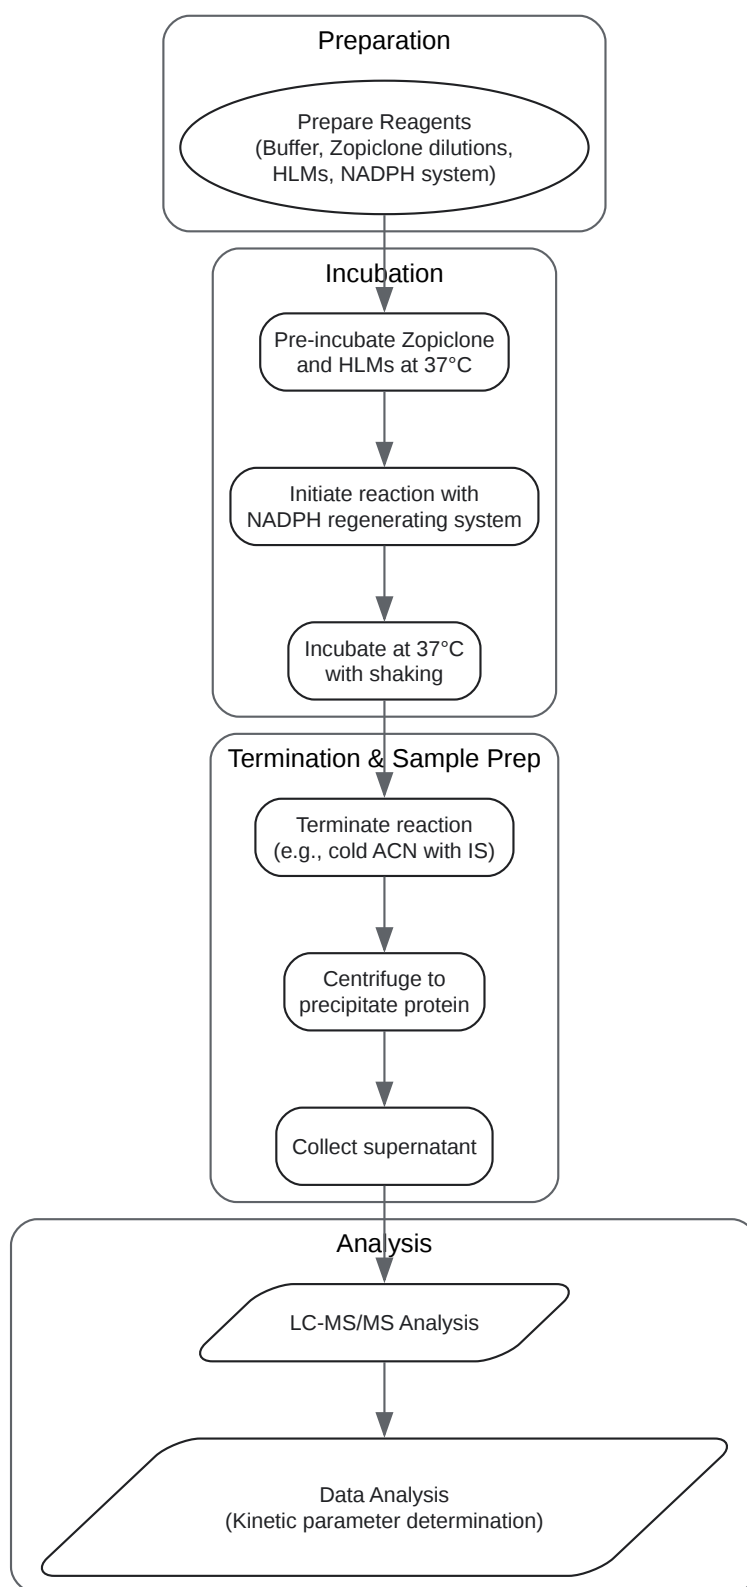 Preparation
Prepare Reagents
(Buffer, Zopiclone dilutions,
HLMs, NADPH system)
Incubation
Pre-incubate Zopiclone
and HLMs at 37°C
Initiate reaction with
NADPH regenerating system
Incubate at 37°C
with shaking
Termination & Sample Prep
Terminate reaction
(e.g., cold ACN with IS)
Centrifuge to
precipitate protein
Collect supernatant
Analysis
LC-MS/MS Analysis
Data Analysis
(Kinetic parameter determination)